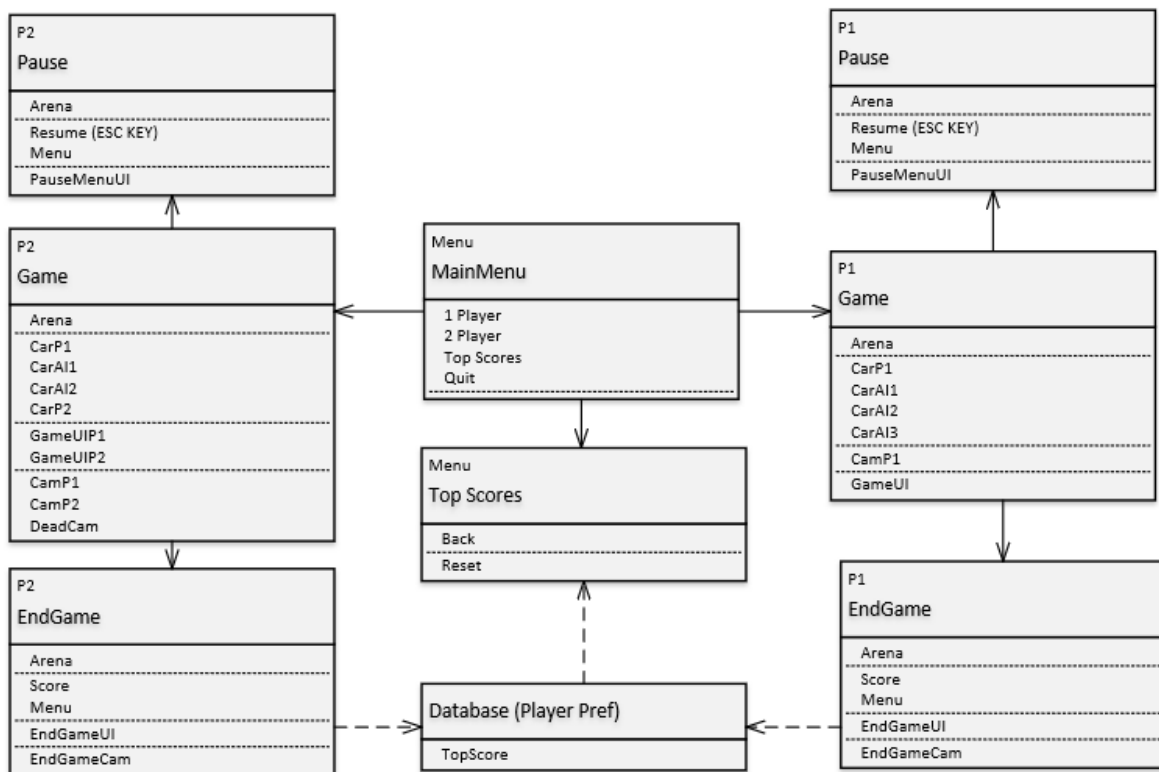 P2
Pause
Arena
Resume (ESC KEY)
Menu
PauseMenuUI
P1
Pause
Arena
Resume (ESC KEY)
Menu
PauseMenuUI
P2
Game
Arena
CarP1
CarAI1
CarAI2
CarP2
GameUIP1
GameUIP2
CamP1
CamP2
DeadCam
Menu
MainMenu
1 Player
2 Player
Top Scores
Quit
P1
Game
Arena
CarP1
CarAI1
CarAI2
CarAI3
CamP1
GameUI
Menu
Top Scores
Back
Reset
P2
EndGame
Arena
Score
Menu
EndGameUI
EndGameCam
Database (Player Pref)
TopScore
P1
EndGame
Arena
Score
Menu
EndGameUI
EndGameCam